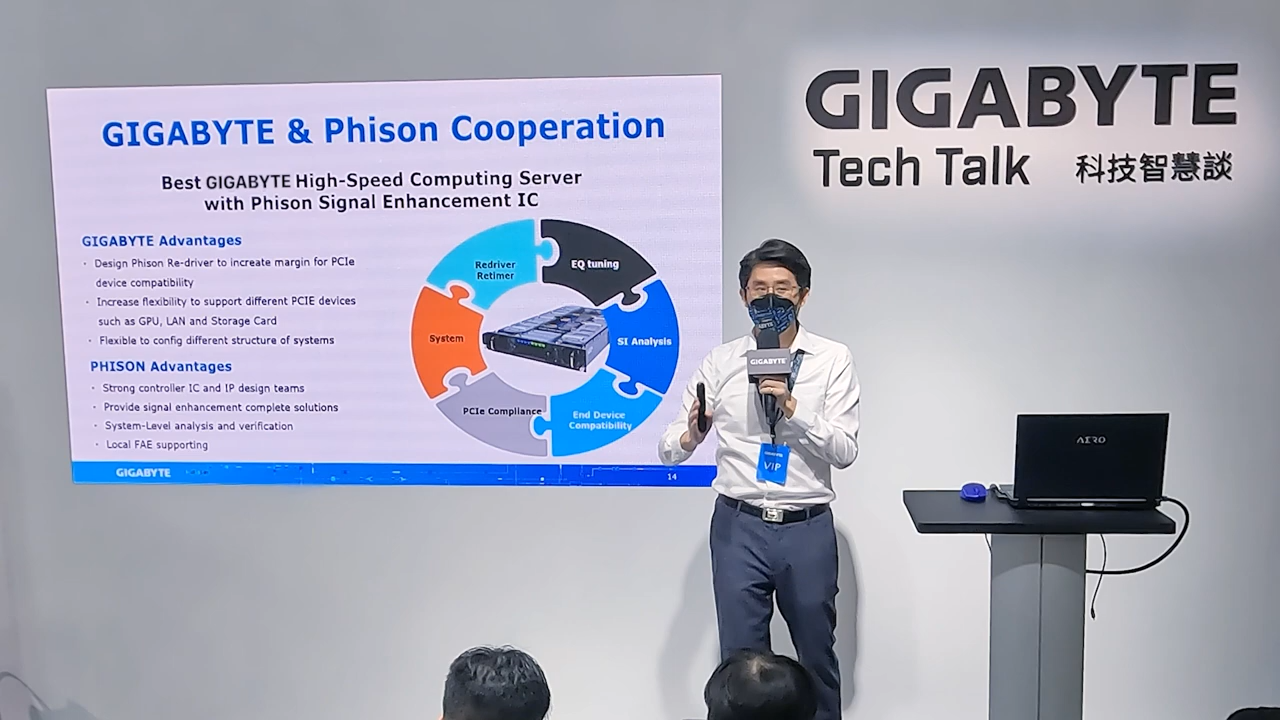 GIGABYTE & Phison Cooperation
Best GIGABYTE High-Speed Computing Server
with Phison Signal Enhancement IC
GIGABYTE Advantages
· Design Phison Re-driver to increate margin for PCIe
device compatibility
· Increase flexibility to support different PCIE devices
such as GPU, LAN and Storage Card
· Flexible to config different structure of systems
PHISON Advantages
· Strong controller IC and IP design teams
· Provide signal enhancement complete solutions
· System-Level analysis and verification
· Local FAE supporting
Redriver
Retimer
EQ tuning
System
SI Analysis
PCIe Compliance
End Device
Compatibility
GIGABYTE
14
GIGABYTE
Tech Talk 科技智慧談
GIGABYTE
GIGABYTE
VIP
AERO